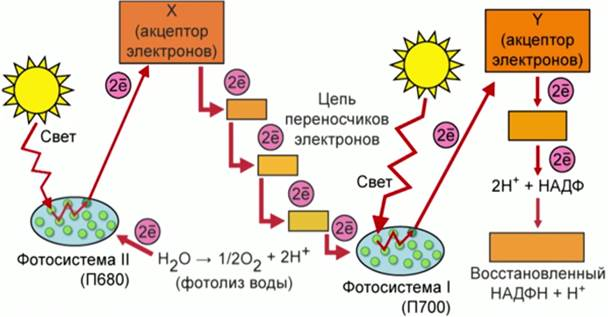 X
(акцептор
электронов)
2ē
Свет
2ē
2ē
2ē
2ē
Цепь
переносчиков
электронов
2ē
Фотосистема II
(П680)
2ē
H₂O → 1/2O₂ + 2H⁺
(фотолиз воды)
Свет
2ē
Фотосистема I
(П700)
Y
(акцептор
электронов)
2ē
2ē
2H⁺ + НАДФ
Восстановленный
НАДФН + H⁺